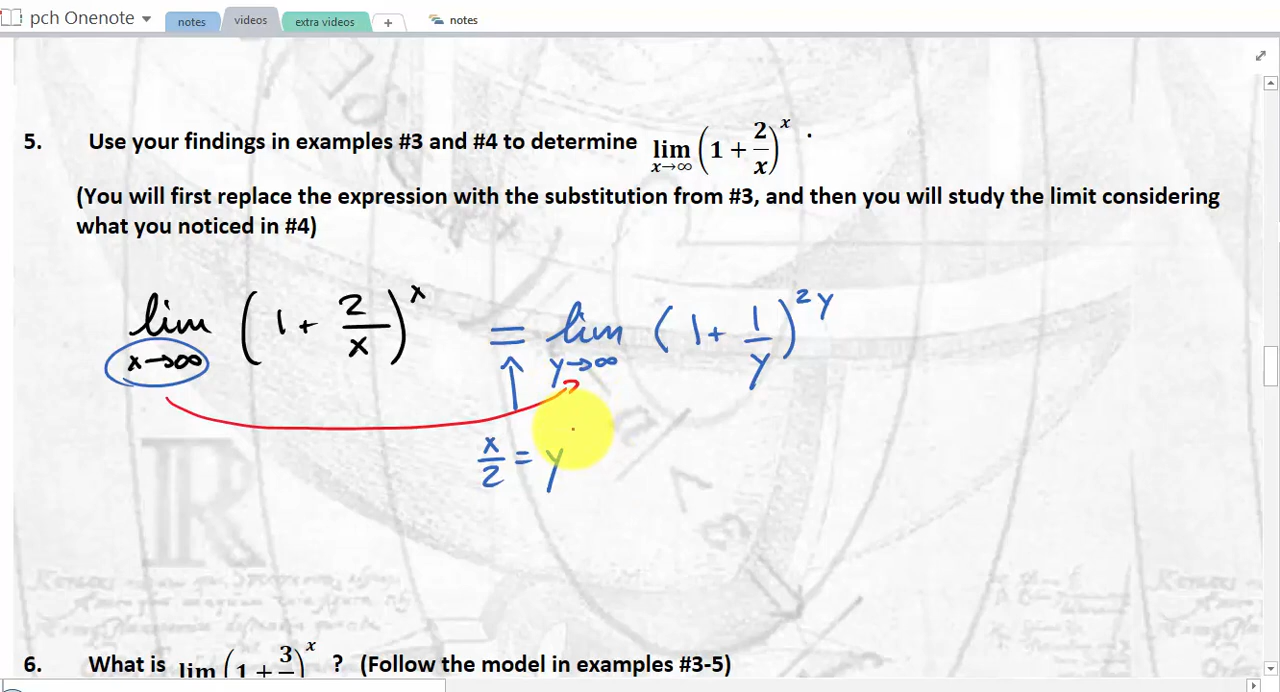 pch Onenote
notes
videos
extra videos
+
notes
5. Use your findings in examples #3 and #4 to determine lim x→∞ (1 + 2/x)^x .
(You will first replace the expression with the substitution from #3, and then you will study the limit considering
what you noticed in #4)
lim x→∞ (1 + 2/x)^x = lim y→∞ (1 + 1/y)^2y
x/2 = y
6. What is lim (1 + 3/ )^x ? (Follow the model in examples #3-5)